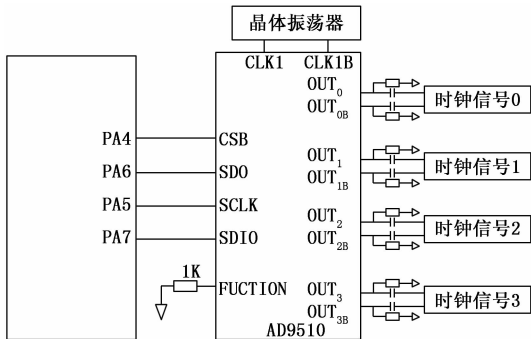 晶体振荡器
CLK1 CLK1B
OUT0
OUT0B
时钟信号0
PA4 CSB
OUT1
OUT1B
时钟信号1
PA6 SDO
PA5 SCLK
OUT2
OUT2B
时钟信号2
PA7 SDIO
1K
FUCTION
OUT3
OUT3B
时钟信号3
AD9510